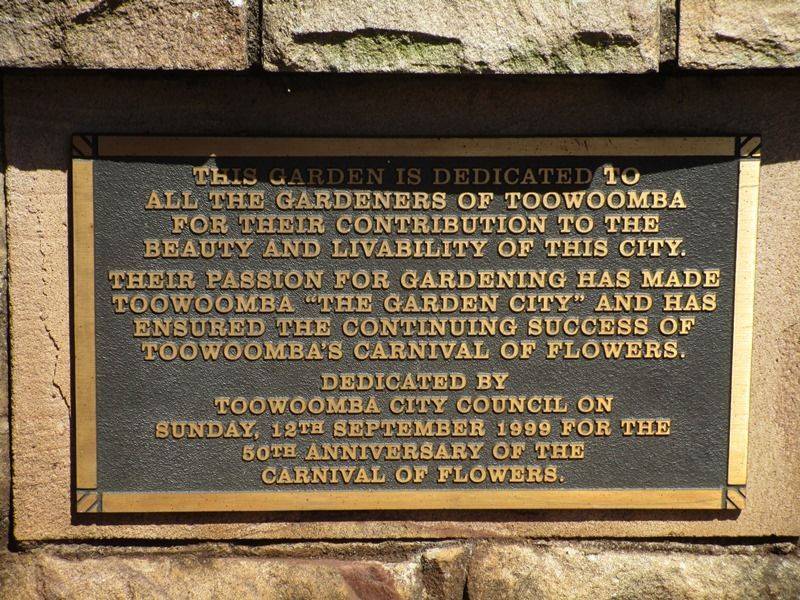 THIS GARDEN IS DEDICATED TO
ALL THE GARDENERS OF TOOWOOMBA
FOR THEIR CONTRIBUTION TO THE
BEAUTY AND LIVABILITY OF THIS CITY.
THEIR PASSION FOR GARDENING HAS MADE
TOOWOOMBA “THE GARDEN CITY” AND HAS
ENSURED THE CONTINUING SUCCESS OF
TOOWOOMBA'S CARNIVAL OF FLOWERS.
DEDICATED BY
TOOWOOMBA CITY COUNCIL ON
SUNDAY, 12TH SEPTEMBER 1999 FOR THE
50TH ANNIVERSARY OF THE
CARNIVAL OF FLOWERS.